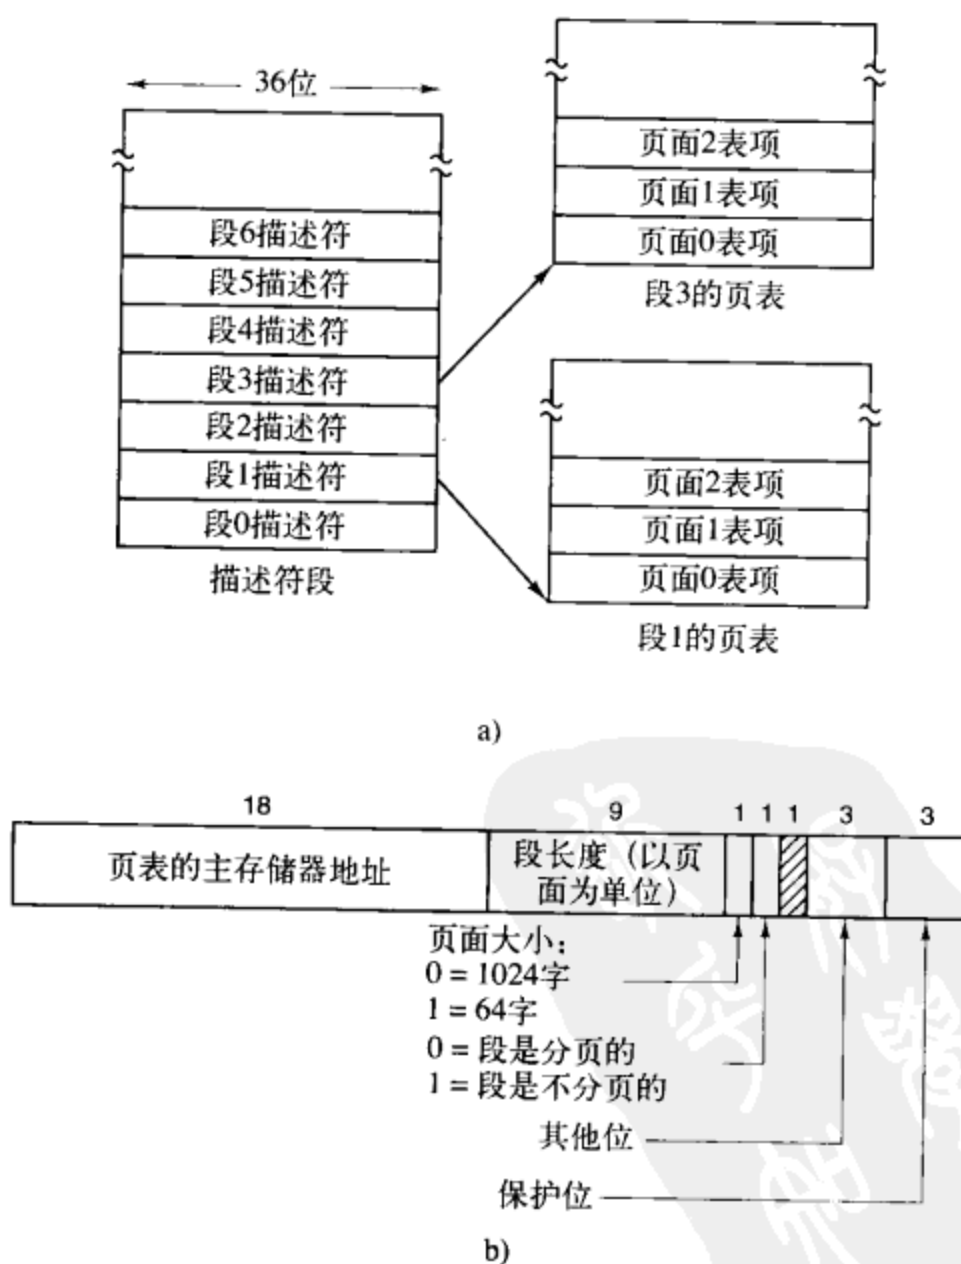 36位
段6描述符
段5描述符
段4描述符
段3描述符
段2描述符
段1描述符
段0描述符
描述符段
页面2表项
页面1表项
页面0表项
段3的页表
页面2表项
页面1表项
页面0表项
段1的页表
a)
18
9
1
1
1
3
3
页表的主存储器地址
段长度（以页
面为单位）
页面大小：
0 = 1024字
1 = 64字
0 = 段是分页的
1 = 段是不分页的
其他位
保护位
b)